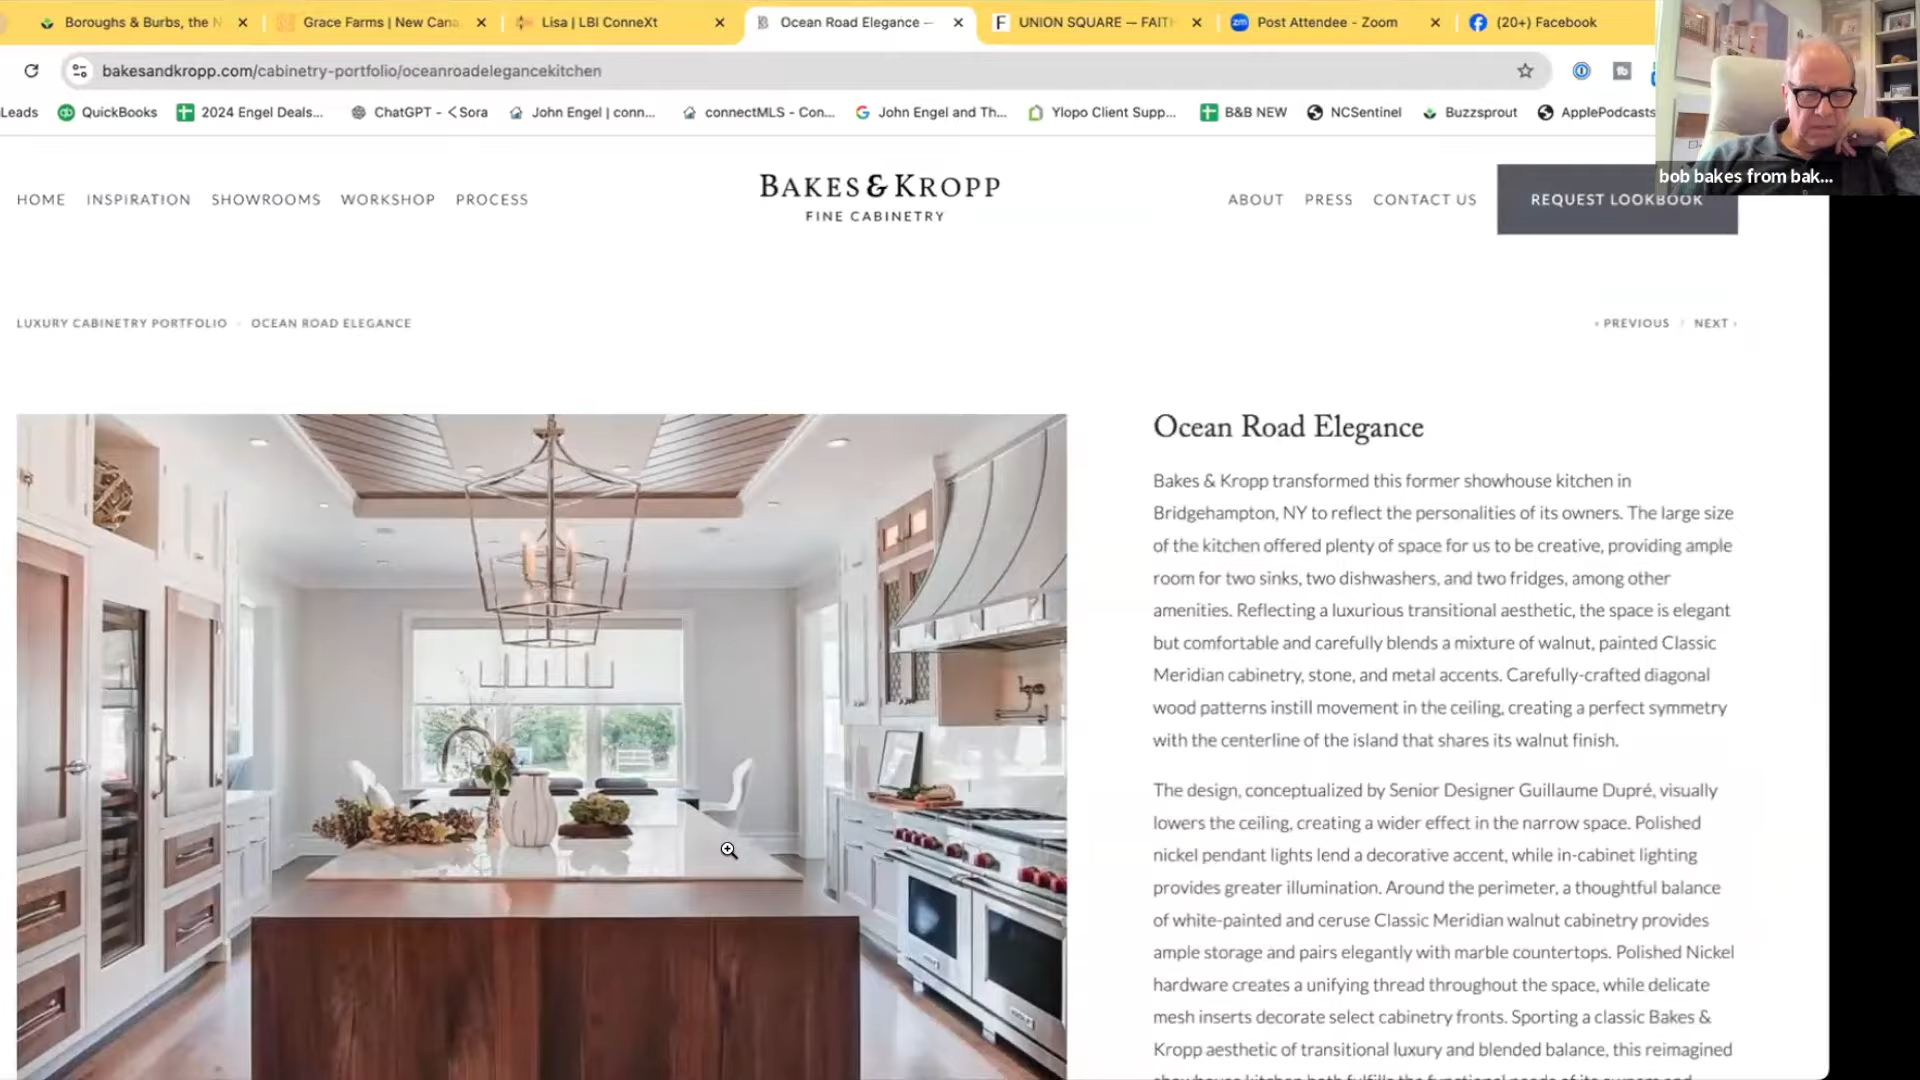 Boroughs & Burbs, the N
Grace Farms | New Cana
Lisa | LBI ConneXt
Ocean Road Elegance —
UNION SQUARE — FAITH
zm Post Attendee - Zoom
(20+) Facebook
bakesandkropp.com/cabinetry-portfolio/oceanroadelegancekitchen
Leads
QuickBooks
2024 Engel Deals...
ChatGPT - < Sora
John Engel | conn...
connectMLS - Con...
John Engel and Th...
Ylopo Client Supp...
B&B NEW
NCSentinel
Buzzsprout
ApplePodcasts
bob bakes from bak...
HOME
INSPIRATION
SHOWROOMS
WORKSHOP
PROCESS
BAKES & KROPP
FINE CABINETRY
ABOUT
PRESS
CONTACT US
REQUEST LOOKBOOK
LUXURY CABINETRY PORTFOLIO
OCEAN ROAD ELEGANCE
‹ PREVIOUS / NEXT ›
Ocean Road Elegance
Bakes & Kropp transformed this former showhouse kitchen in
Bridgehampton, NY to reflect the personalities of its owners. The large size
of the kitchen offered plenty of space for us to be creative, providing ample
room for two sinks, two dishwashers, and two fridges, among other
amenities. Reflecting a luxurious transitional aesthetic, the space is elegant
but comfortable and carefully blends a mixture of walnut, painted Classic
Meridian cabinetry, stone, and metal accents. Carefully-crafted diagonal
wood patterns instill movement in the ceiling, creating a perfect symmetry
with the centerline of the island that shares its walnut finish.
The design, conceptualized by Senior Designer Guillaume Dupré, visually
lowers the ceiling, creating a wider effect in the narrow space. Polished
nickel pendant lights lend a decorative accent, while in-cabinet lighting
provides greater illumination. Around the perimeter, a thoughtful balance
of white-painted and ceruse Classic Meridian walnut cabinetry provides
ample storage and pairs elegantly with marble countertops. Polished Nickel
hardware creates a unifying thread throughout the space, while delicate
mesh inserts decorate select cabinetry fronts. Sporting a classic Bakes &
Kropp aesthetic of transitional luxury and blended balance, this reimagined
showhouse kitchen both fulfills the functional needs of its owners and